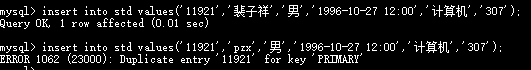 mysql> insert into std values('11921','裴子祥','男','1996-10-27 12:00','计算机','307');
Query OK, 1 row affected (0.01 sec)
mysql> insert into std values('11921','pzx','男','1996-10-27 12:00','计算机','307');
ERROR 1062 (23000): Duplicate entry '11921' for key 'PRIMARY'